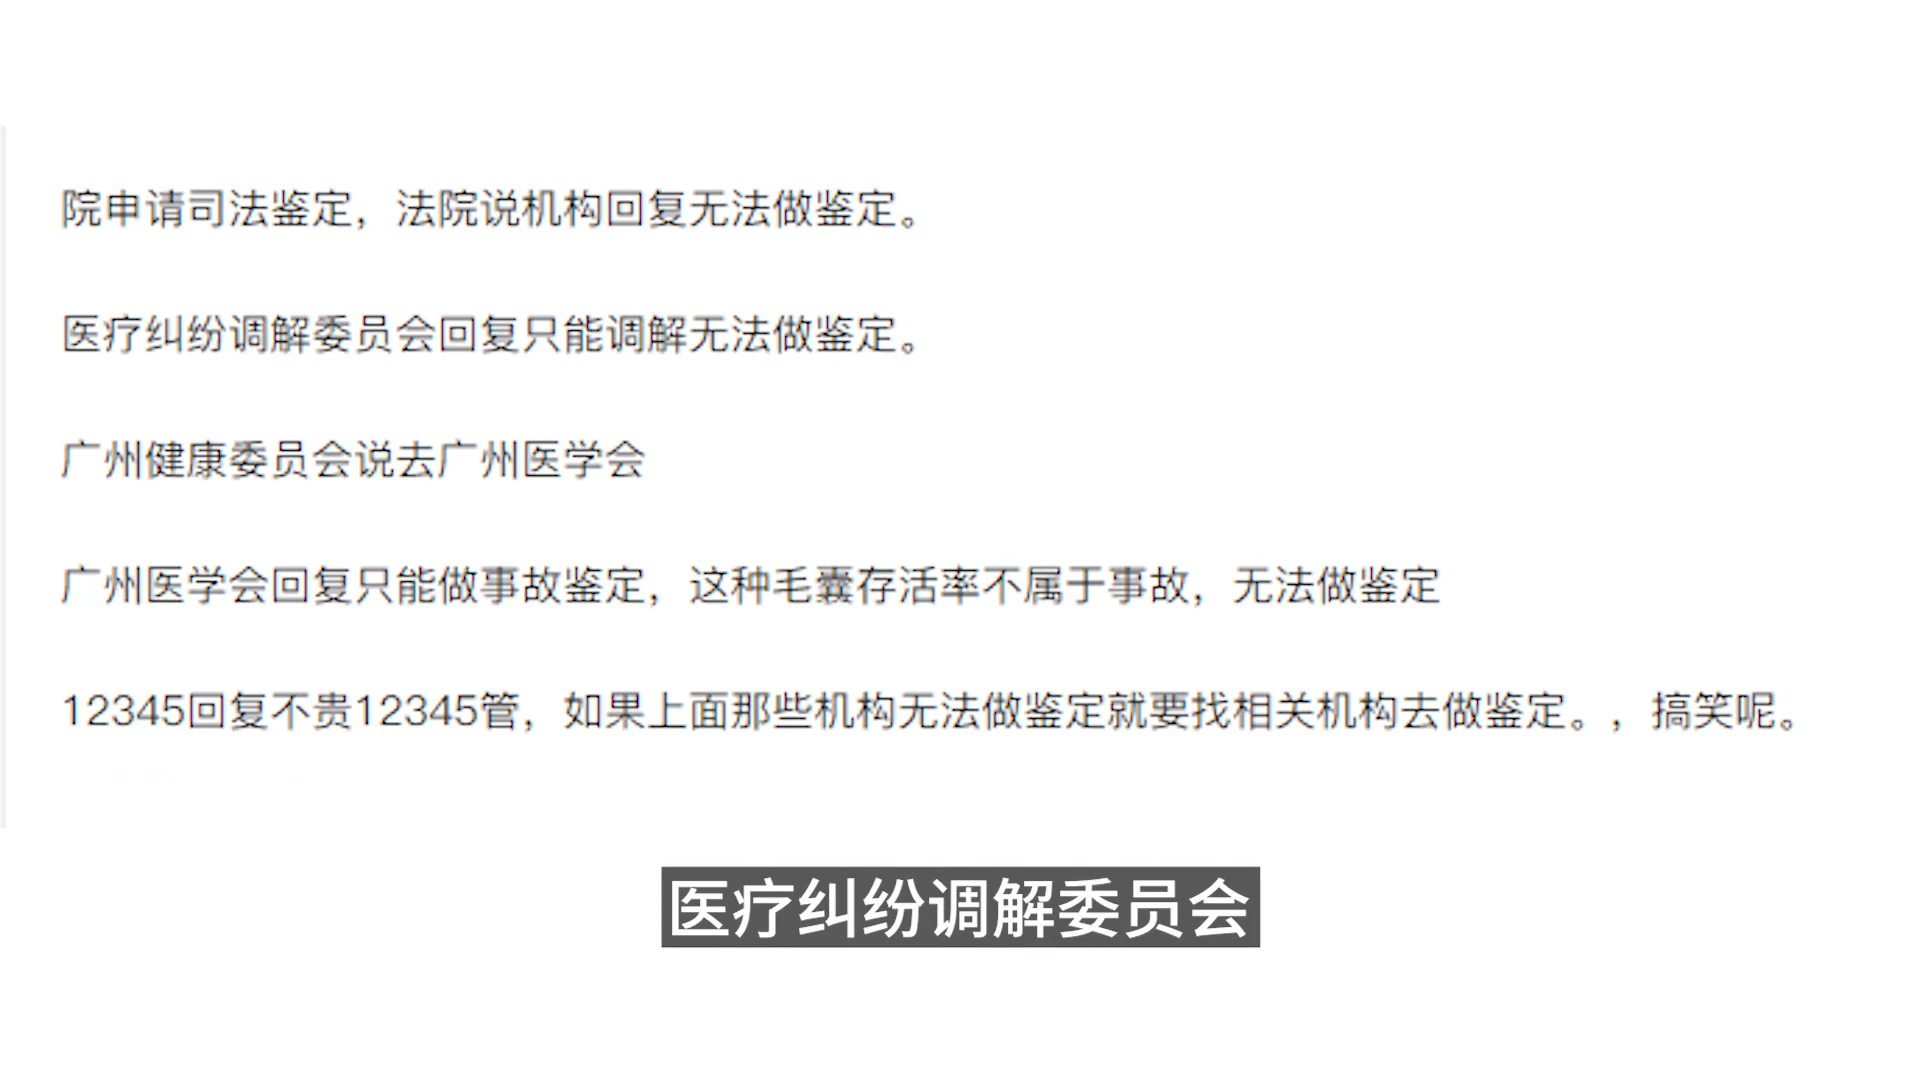 院申请司法鉴定，法院说机构回复无法做鉴定。
医疗纠纷调解委员会回复只能调解无法做鉴定。
广州健康委员会说去广州医学会
广州医学会回复只能做事故鉴定，这种毛囊存活率不属于事故，无法做鉴定
12345回复不贵12345管，如果上面那些机构无法做鉴定就要找相关机构去做鉴定。，搞笑呢。
医疗纠纷调解委员会